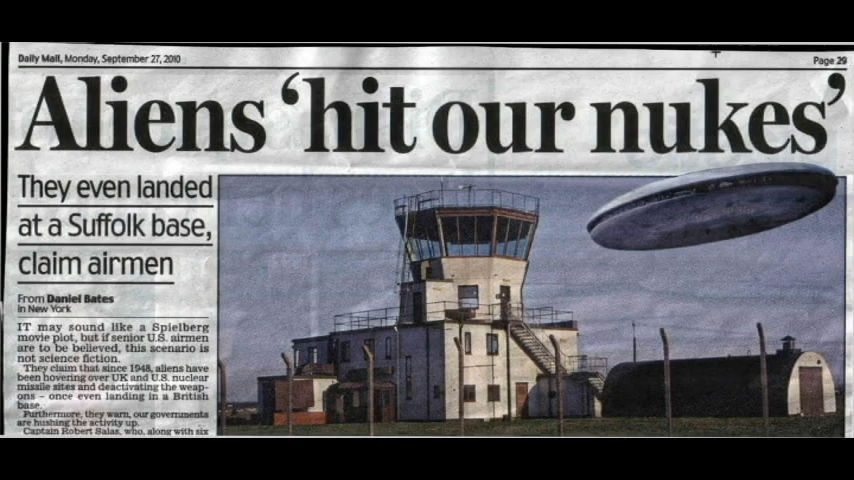 Daily Mail, Monday, September 27, 2010
Page 29
Aliens ‘hit our nukes’
They even landed
at a Suffolk base,
claim airmen
From Daniel Bates
in New York
IT may sound like a Spielberg
movie plot, but if senior U.S. airmen
are to be believed, this scenario is
not science fiction.
They claim that since 1948, aliens have
been hovering over UK and U.S. nuclear
missile sites and deactivating the weap-
ons – once even landing in a British
base.
Furthermore, they warn, our governments
are hushing the activity up.
Captain Robert Salas, who, along with six